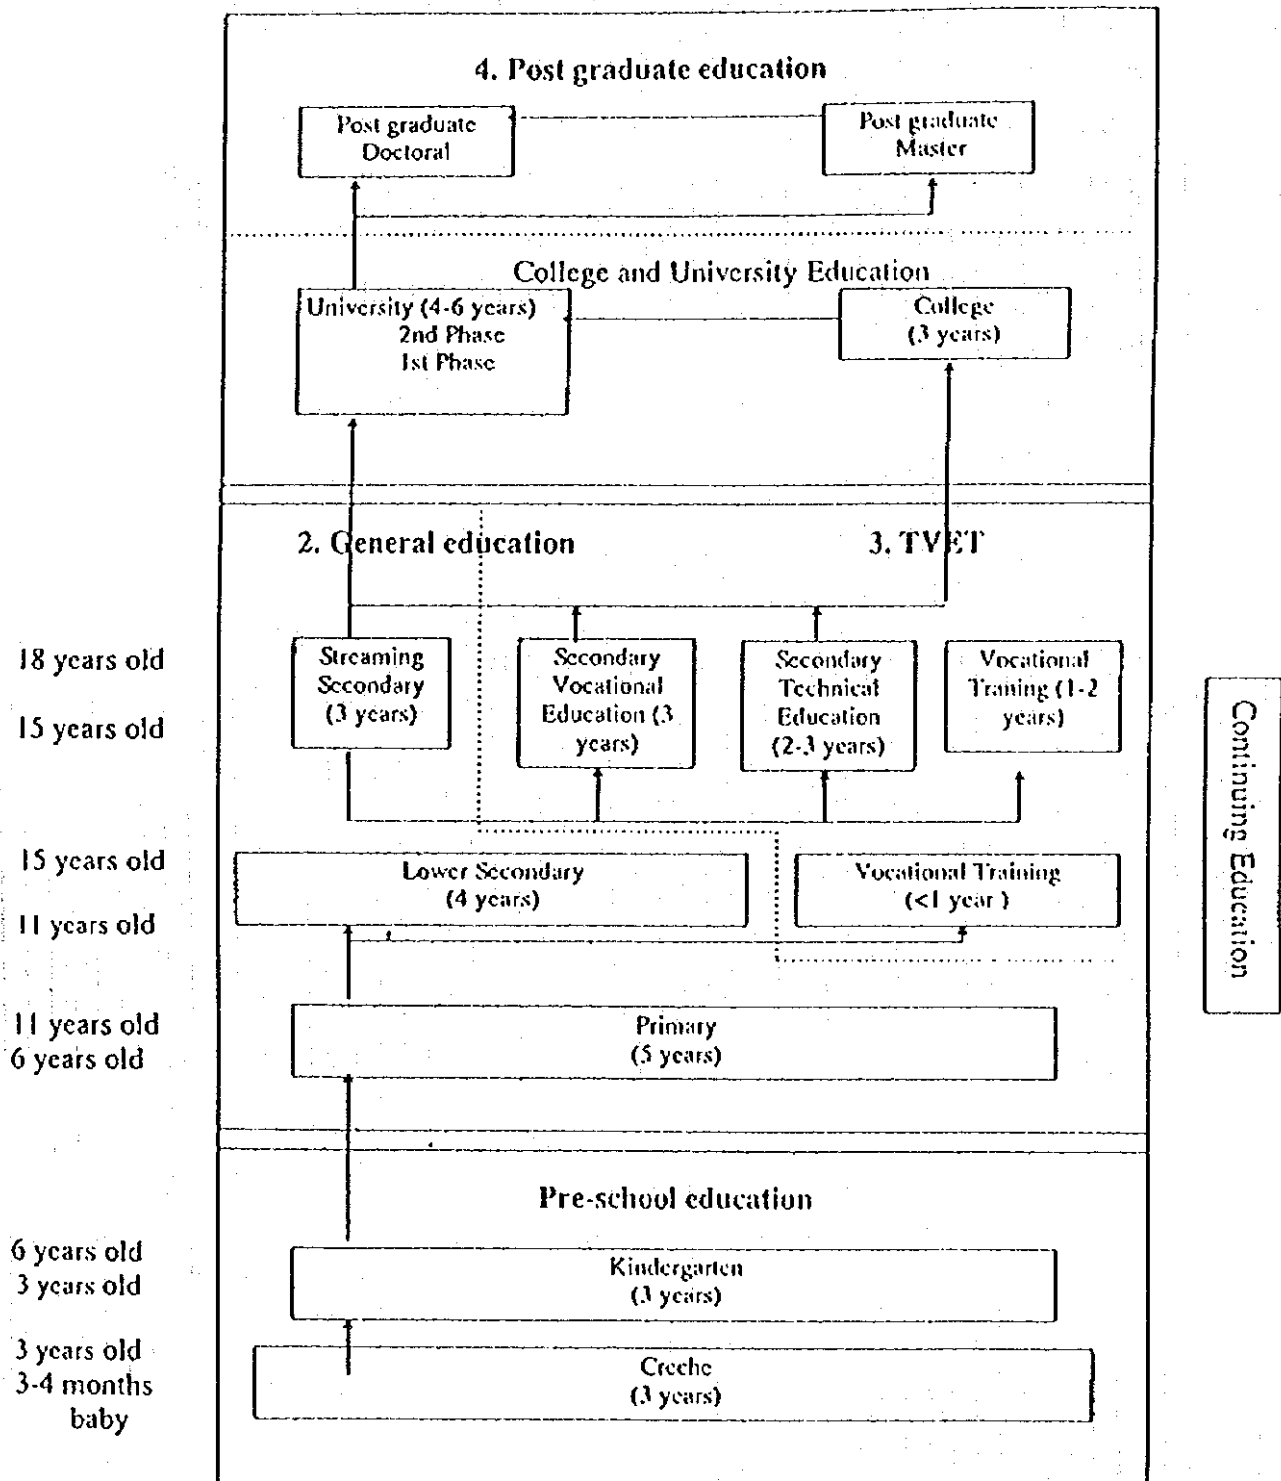 4. Post graduate education
Post graduate
Doctoral
Post graduate
Master
College and University Education
University (4-6 years)
2nd Phase
1st Phase
College
(3 years)
2. General education
3. TVET
18 years old
15 years old
Streaming
Secondary
(3 years)
Secondary
Vocational
Education (3
years)
Secondary
Technical
Education
(2-3 years)
Vocational
Traning (1-2
years)
Continuing Education
15 years old
11 years old
Lower Secondary
(4 years)
Vocational Training
(<1 year )
11 years old
6 years old
Primary
(5 years)
Pre-school education
6 years old
3 years old
Kindergarten
(3 years)
3 years old
3-4 months
baby
Creche
(3 years)